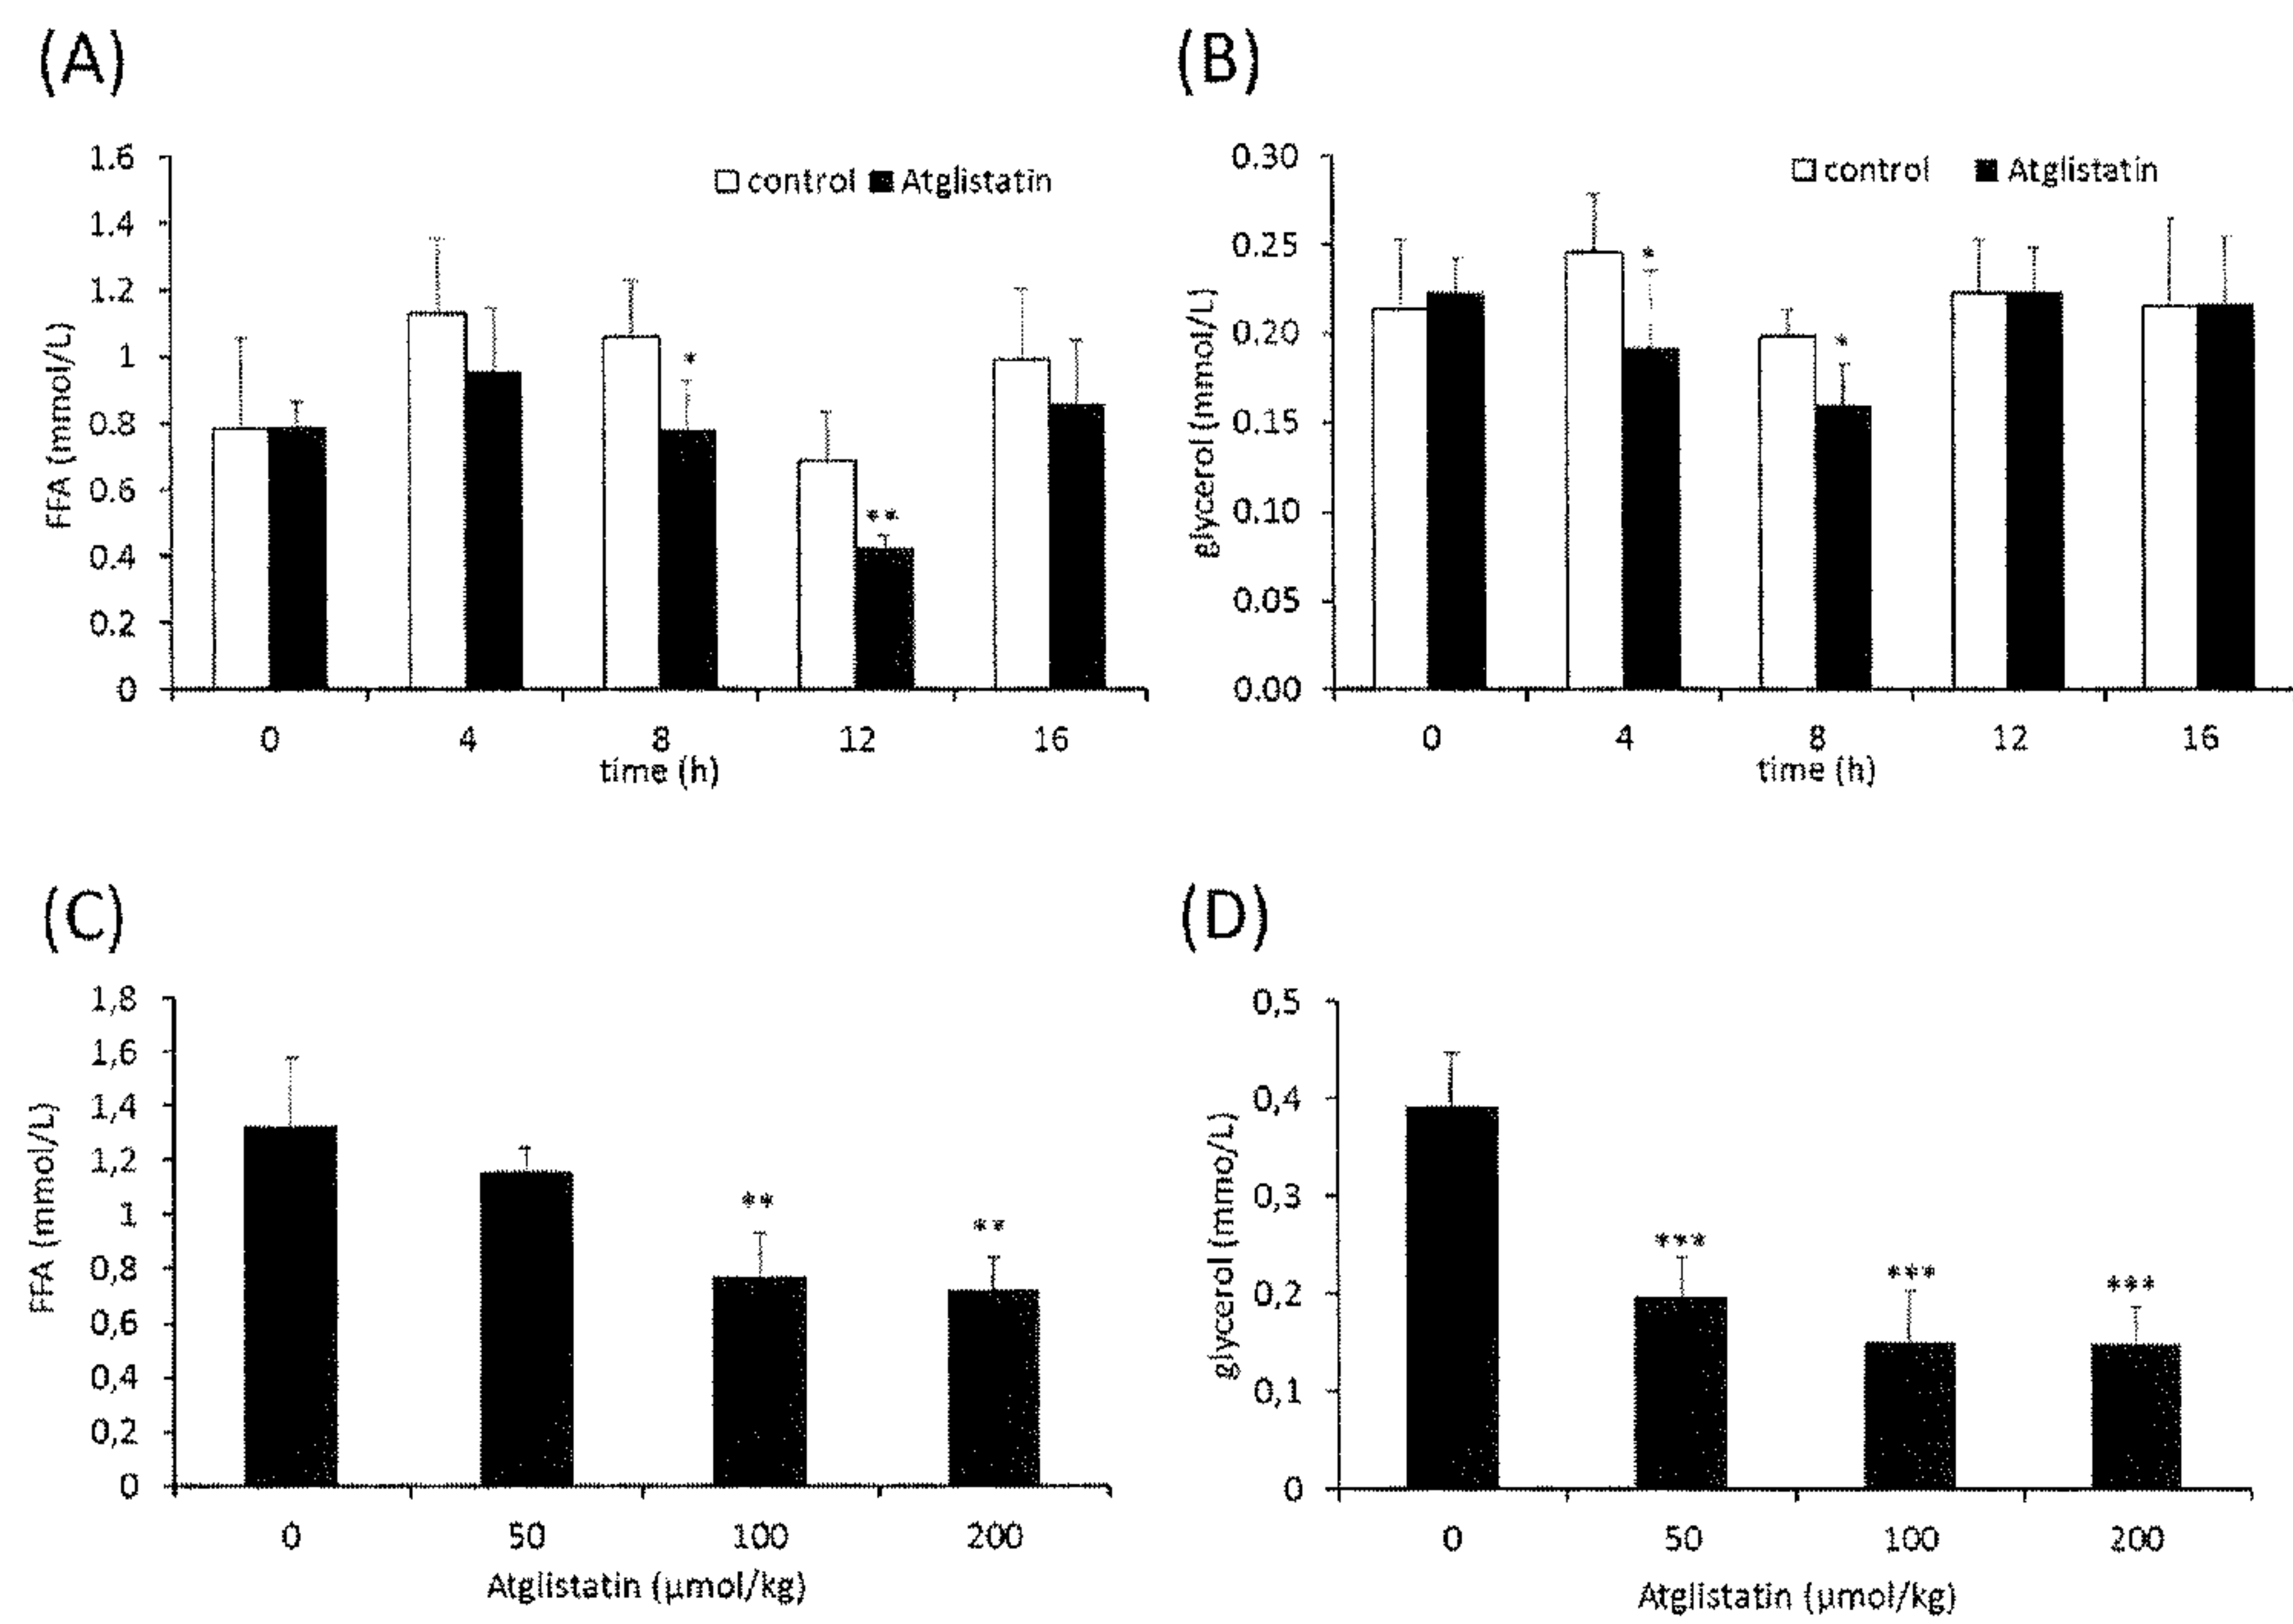 (A)
FFA (mmol/L)
1.6
1.4
1.2
1
0.8
0.6
0.4
0.2
0
control Atglistatin
*
**
0 4 8 12 16
time (h)
(B)
glycerol (mmol/L)
0.30
0.25
0.20
0.15
0.10
0.05
0.00
control Atglistatin
*
*
0 4 8 12 16
time (h)
(C)
FFA (mmol/L)
1,8
1,6
1,4
1,2
1
0,8
0,6
0,4
0,2
0
**
**
0 50 100 200
Atglistatin (µmol/kg)
(D)
glycerol (mmo/L)
0,5
0,4
0,3
0,2
0,1
0
***
***
***
0 50 100 200
Atglistatin (µmol/kg)